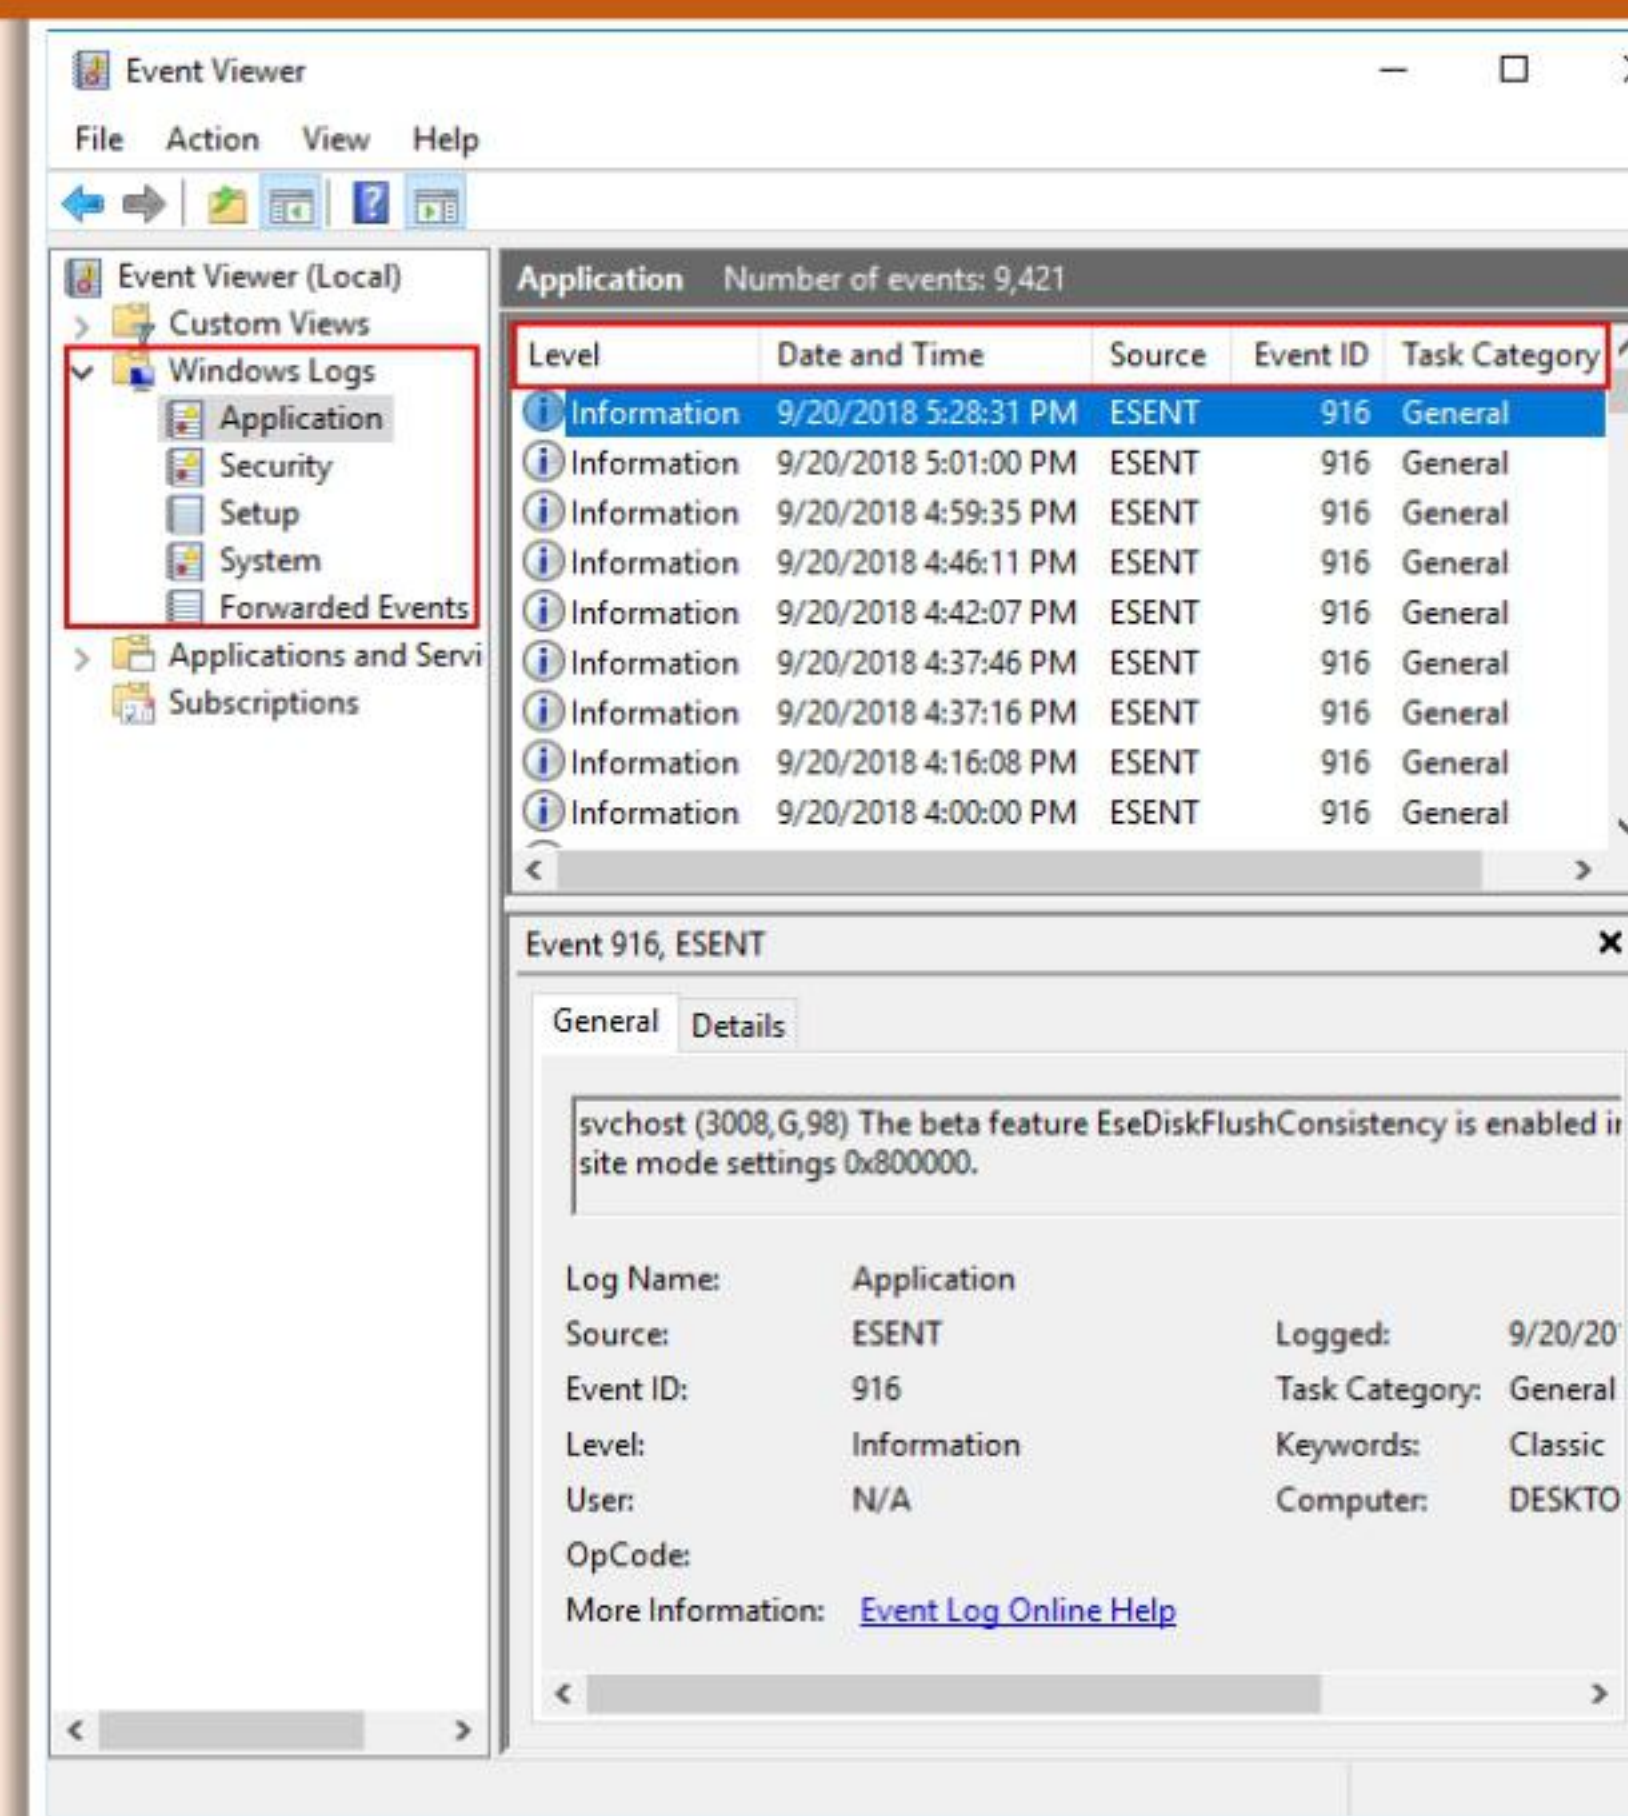 Event Viewer
File Action View Help
Event Viewer (Local)
Custom Views
Windows Logs
Application
Security
Setup
System
Forwarded Events
Applications and Servi
Subscriptions
Application Number of events: 9,421
Level Date and Time Source Event ID Task Category
Information 9/20/2018 5:28:31 PM ESENT 916 General
Information 9/20/2018 5:01:00 PM ESENT 916 General
Information 9/20/2018 4:59:35 PM ESENT 916 General
Information 9/20/2018 4:46:11 PM ESENT 916 General
Information 9/20/2018 4:42:07 PM ESENT 916 General
Information 9/20/2018 4:37:46 PM ESENT 916 General
Information 9/20/2018 4:37:16 PM ESENT 916 General
Information 9/20/2018 4:16:08 PM ESENT 916 General
Information 9/20/2018 4:00:00 PM ESENT 916 General
Event 916, ESENT
General Details
svchost (3008,G,98) The beta feature EseDiskFlushConsistency is enabled in
site mode settings 0x800000.
Log Name: Application
Source: ESENT Logged: 9/20/20
Event ID: 916 Task Category: General
Level: Information Keywords: Classic
User: N/A Computer: DESKTO
OpCode:
More Information: Event Log Online Help